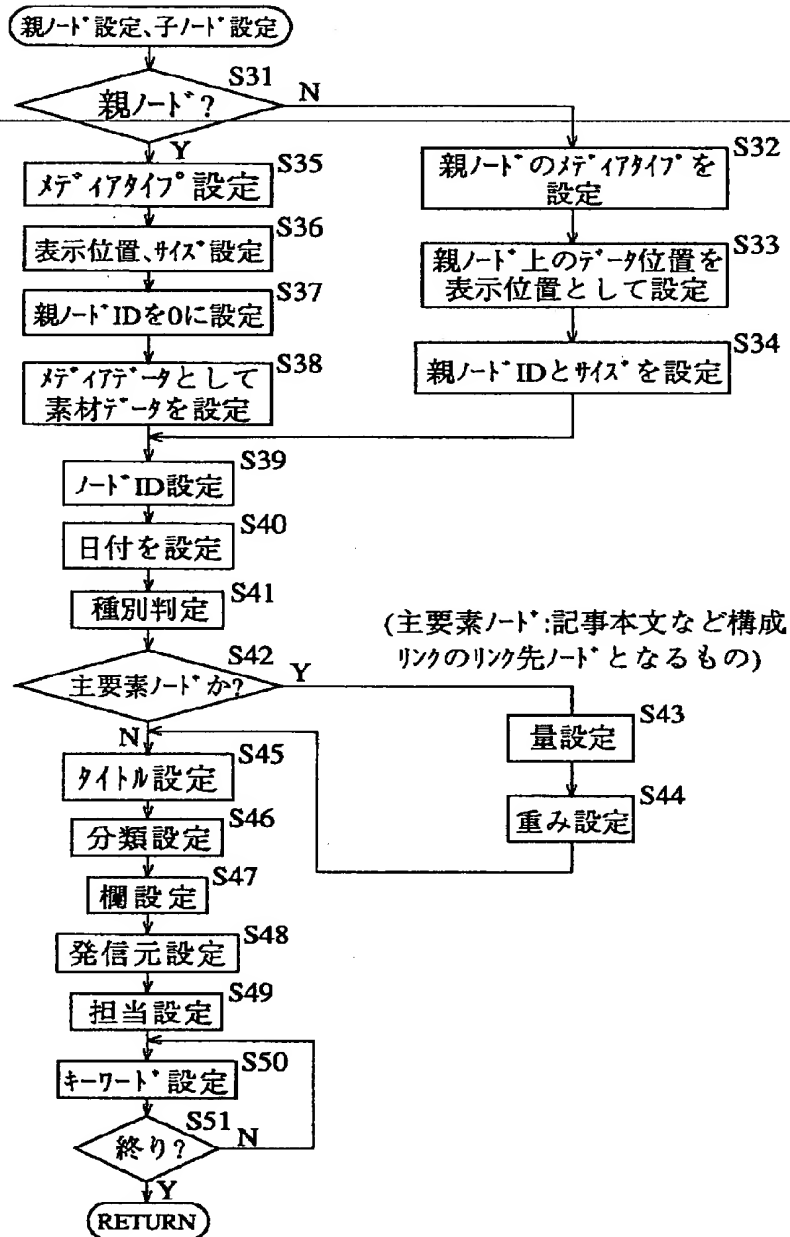 親ノード設定、子ノード設定
S31
親ノード?
N
Y
S35
メディアタイプ設定
S36
表示位置、サイズ設定
S37
親ノードIDを0に設定
S38
メディアデータとして
素材データを設定
S32
親ノードのメディアタイプを
設定
S33
親ノード上のデータ位置を
表示位置として設定
S34
親ノードIDとサイズを設定
S39
ノードID設定
S40
日付を設定
S41
種別判定
(主要素ノード:記事本文など構成
リンクのリンク先ノードとなるもの)
S42
主要素ノードか?
Y
N
S43
量設定
S44
重み設定
S45
タイトル設定
S46
分類設定
S47
欄設定
S48
発信元設定
S49
担当設定
S50
キーワード設定
S51
終り?
N
Y
RETURN